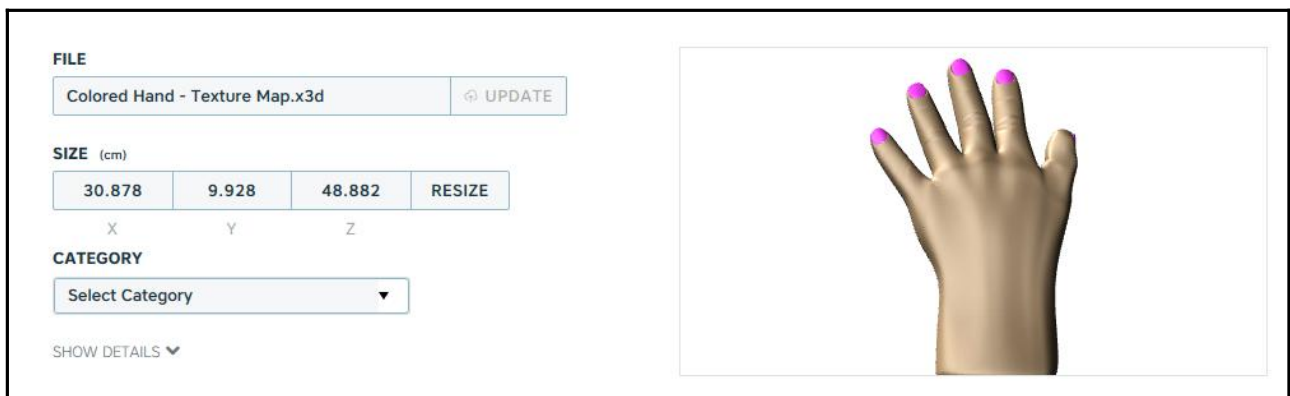 FILE
Colored Hand - Texture Map.x3d UPDATE
SIZE (cm)
30.878 9.928 48.882 RESIZE
X Y Z
CATEGORY
Select Category
SHOW DETAILS